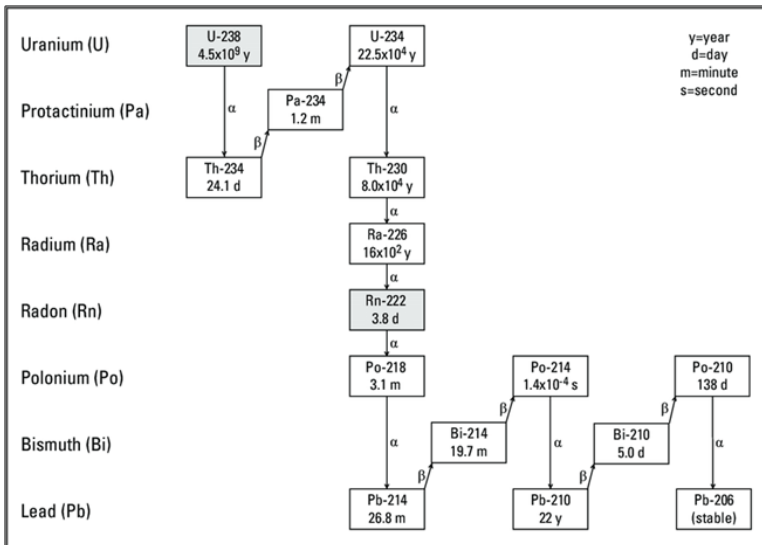 Uranium (U)
U-238
4.5x10⁹ y
U-234
22.5x10⁴ y
y=year
d=day
m=minute
s=second
β
Protactinium (Pa)
α
Pa-234
1.2 m
α
β
Thorium (Th)
Th-234
24.1 d
Th-230
8.0x10⁴ y
α
Radium (Ra)
Ra-226
16x10² y
α
Radon (Rn)
Rn-222
3.8 d
α
Polonium (Po)
Po-218
3.1 m
Po-214
1.4x10⁻⁴ s
Po-210
138 d
β
β
Bismuth (Bi)
α
Bi-214
19.7 m
α
Bi-210
5.0 d
α
β
β
Lead (Pb)
Pb-214
26.8 m
Pb-210
22 y
Pb-206
(stable)